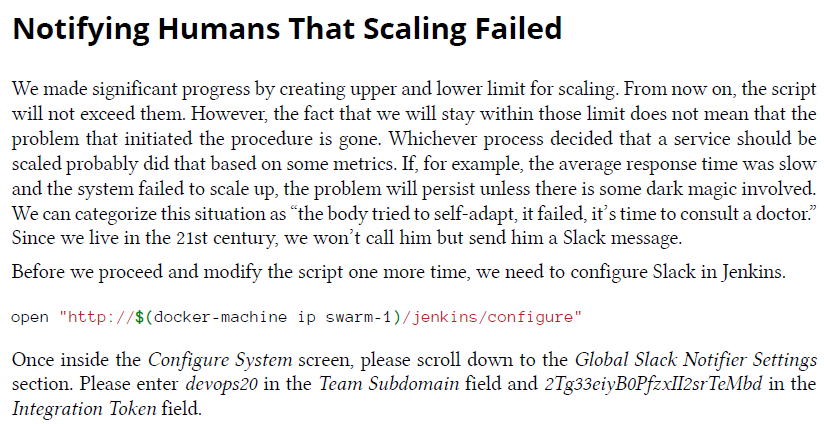 Notifying Humans That Scaling Failed
We made significant progress by creating upper and lower limit for scaling. From now on, the script
will not exceed them. However, the fact that we will stay within those limit does not mean that the
problem that initiated the procedure is gone. Whichever process decided that a service should be
scaled probably did that based on some metrics. If, for example, the average response time was slow
and the system failed to scale up, the problem will persist unless there is some dark magic involved.
We can categorize this situation as “the body tried to self-adapt, it failed, it’s time to consult a doctor.”
Since we live in the 21st century, we won’t call him but send him a Slack message.
Before we proceed and modify the script one more time, we need to configure Slack in Jenkins.
open "http://$(docker-machine ip swarm-1)/jenkins/configure"
Once inside the Configure System screen, please scroll down to the Global Slack Notifier Settings
section. Please enter devops20 in the Team Subdomain field and 2Tg33eiyB0PfzxII2srTeMbd in the
Integration Token field.